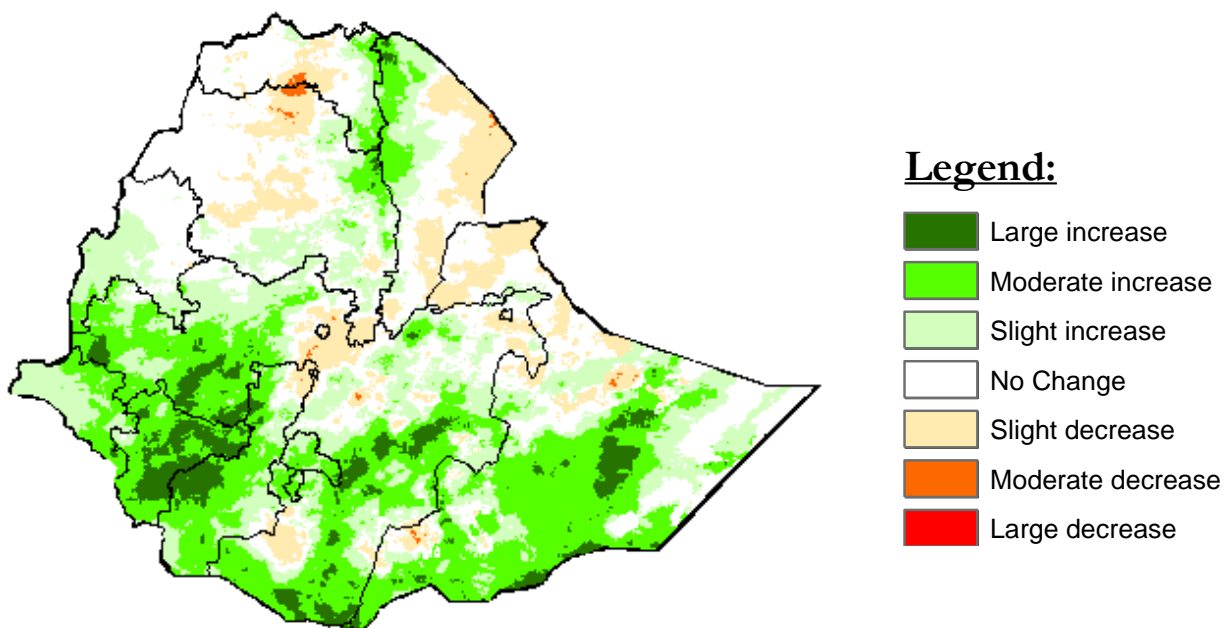 Legend:
Large increase
Moderate increase
Slight increase
No Change
Slight decrease
Moderate decrease
Large decrease